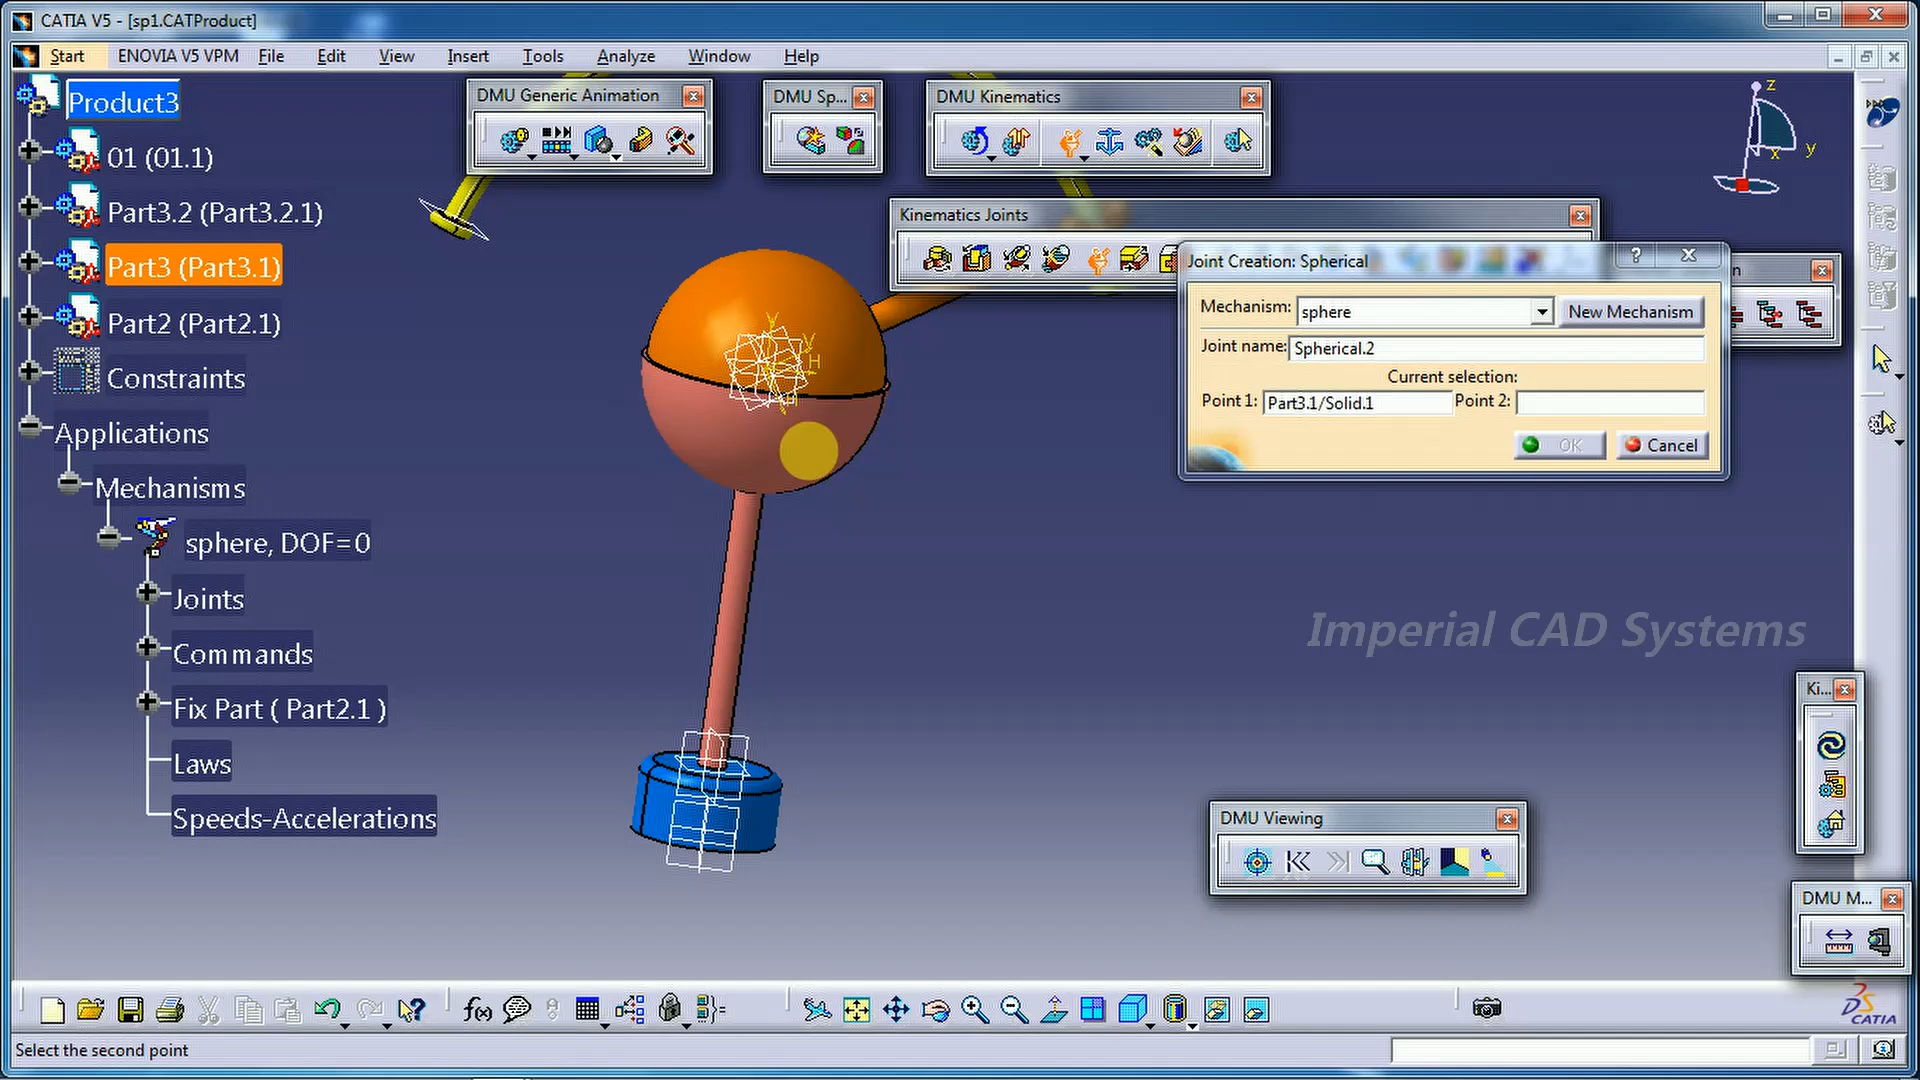 CATIA V5 - [sp1.CATProduct]
Start ENOVIA V5 VPM File Edit View Insert Tools Analyze Window Help
Product3
01 (01.1)
Part3.2 (Part3.2.1)
Part3 (Part3.1)
Part2 (Part2.1)
Constraints
Applications
Mechanisms
sphere, DOF=0
Joints
Commands
Fix Part ( Part2.1 )
Laws
Speeds-Accelerations
DMU Generic Animation
DMU Sp...
DMU Kinematics
z
x
y
Kinematics Joints
Joint Creation: Spherical
Mechanism: sphere New Mechanism
Joint name: Spherical.2
Current selection:
Point 1: Part3.1/Solid.1 Point 2:
OK Cancel
V
H
Imperial CAD Systems
Ki...
DMU Viewing
DMU M...
f(x)
CATIA
Select the second point